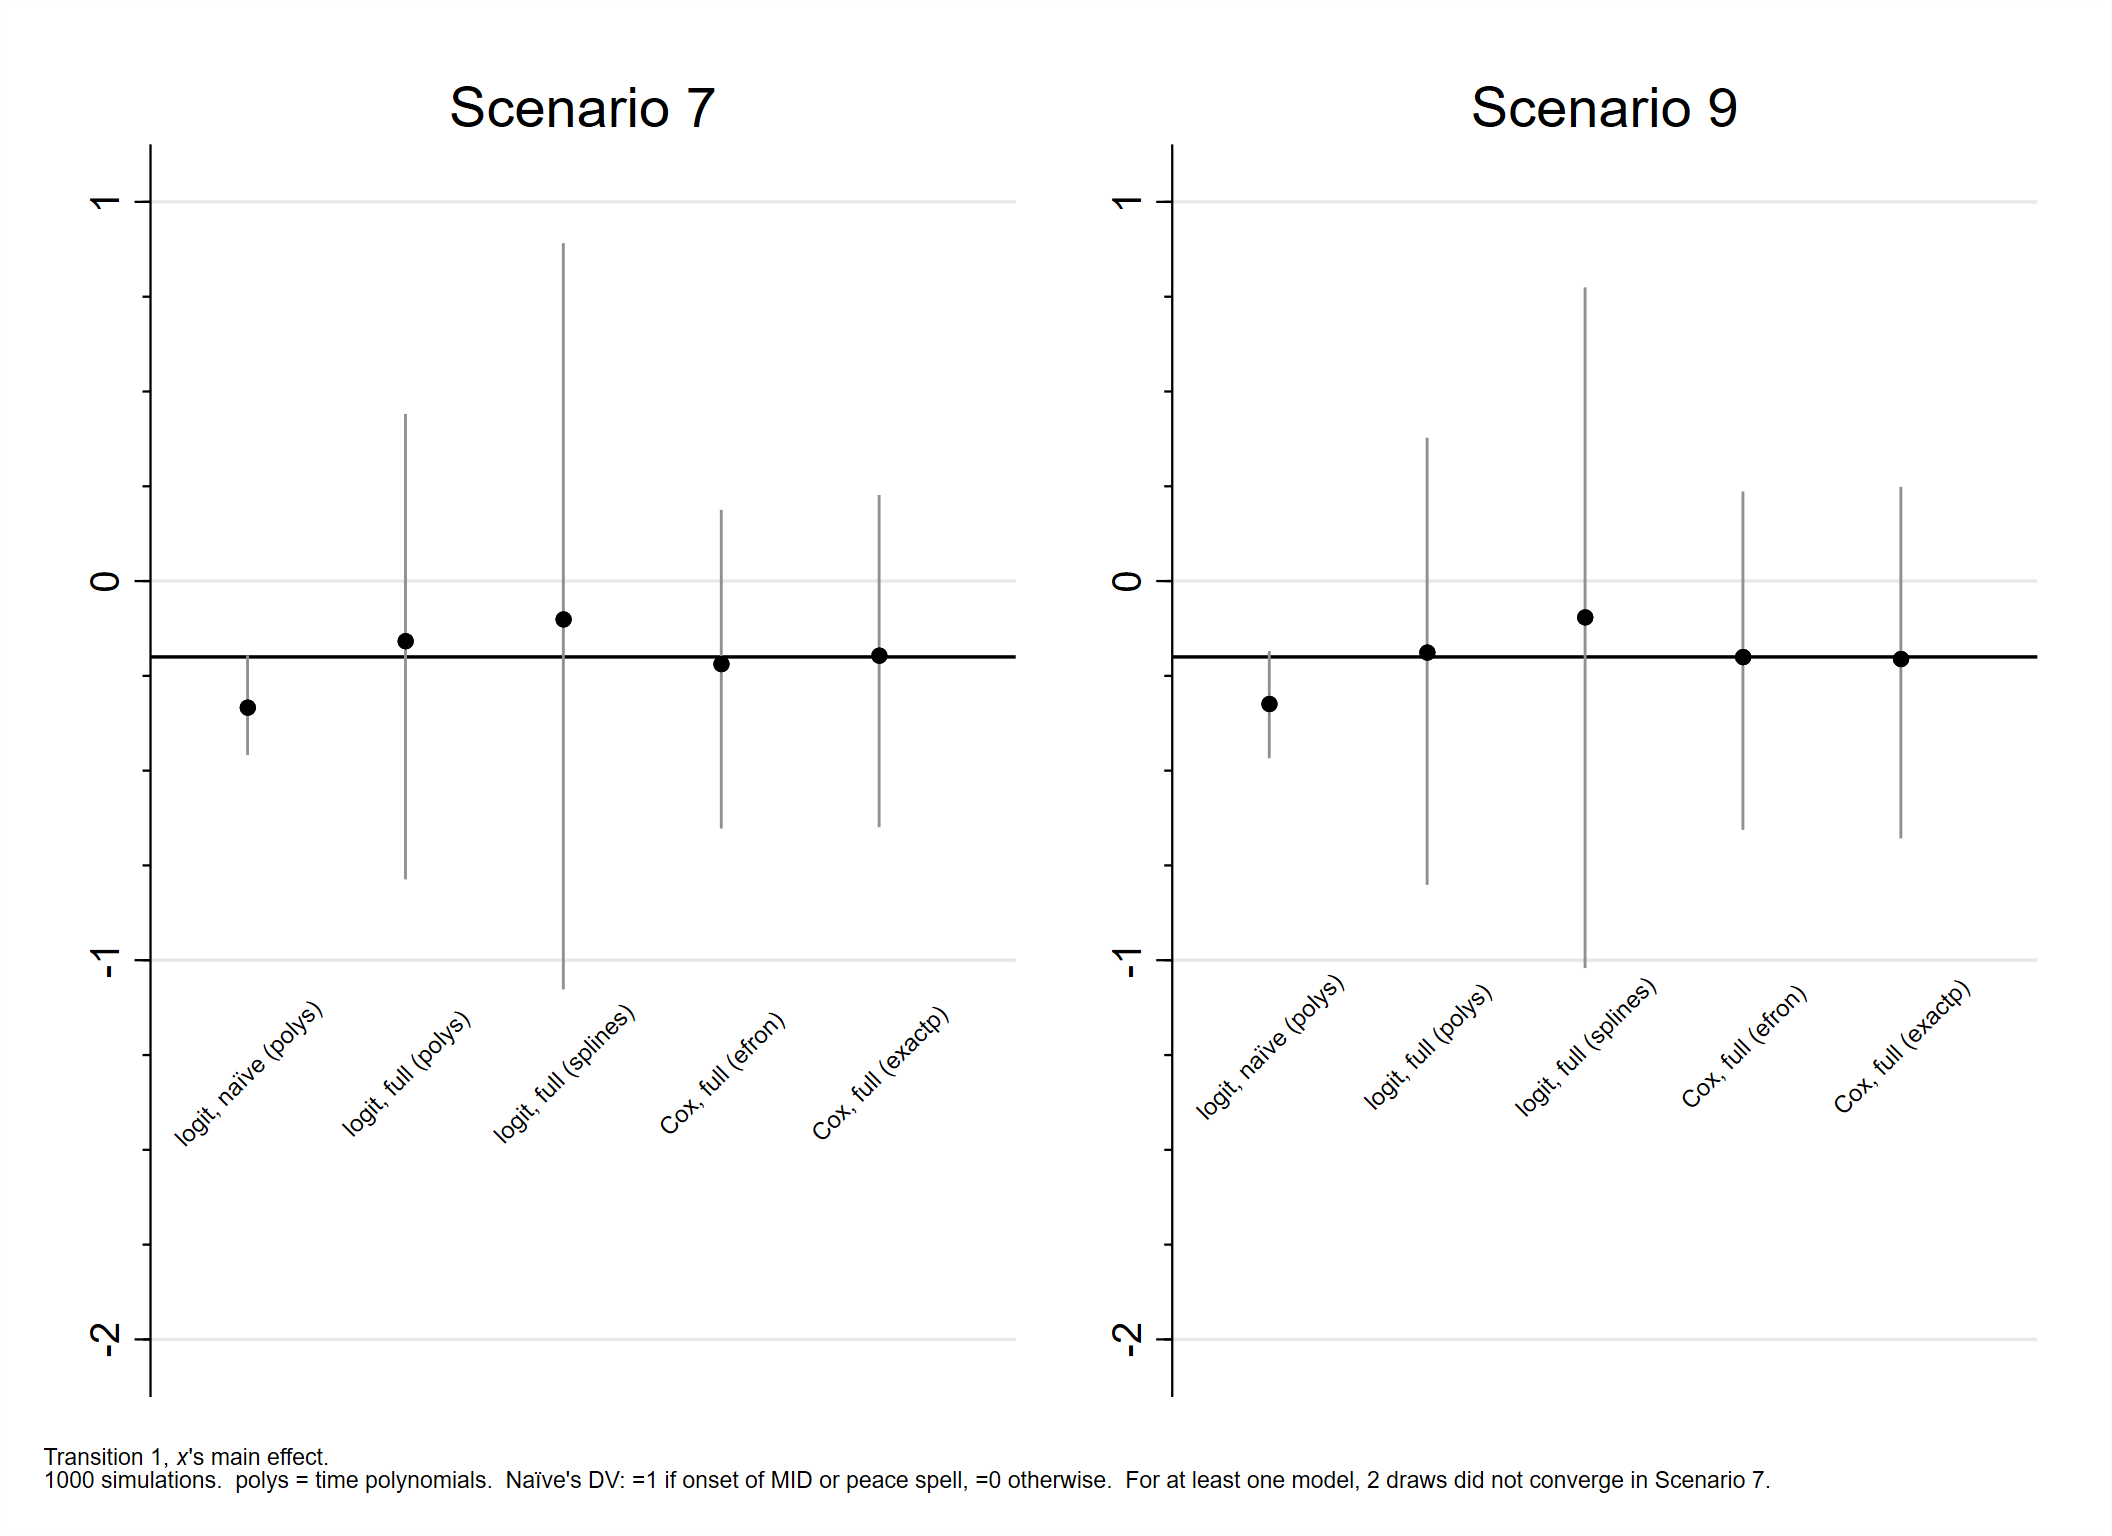 Scenario 7
1
0
-1
-2
logit, naïve (polys)
logit, full (polys)
logit, full (splines)
Cox, full (efron)
Cox, full (exactp)
Scenario 9
1
0
-1
-2
logit, naïve (polys)
logit, full (polys)
logit, full (splines)
Cox, full (efron)
Cox, full (exactp)
Transition 1, x's main effect.
1000 simulations.  polys = time polynomials.  Naïve's DV: =1 if onset of MID or peace spell, =0 otherwise.  For at least one model, 2 draws did not converge in Scenario 7.